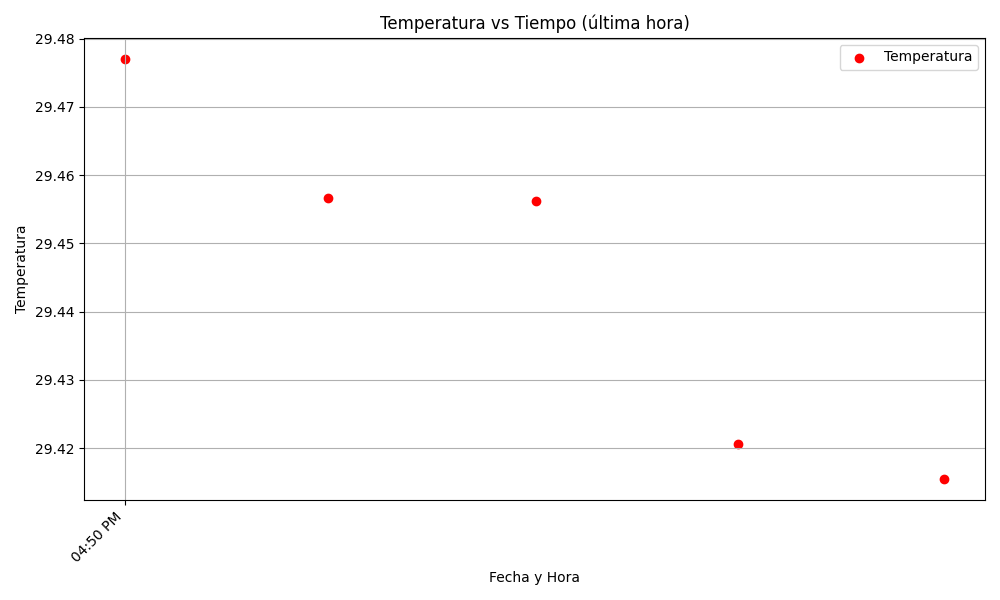 Temperatura vs Tiempo (última hora)
Temperatura
29.48
29.47
29.46
29.45
29.44
29.43
29.42
Temperatura
04:50 PM
Fecha y Hora